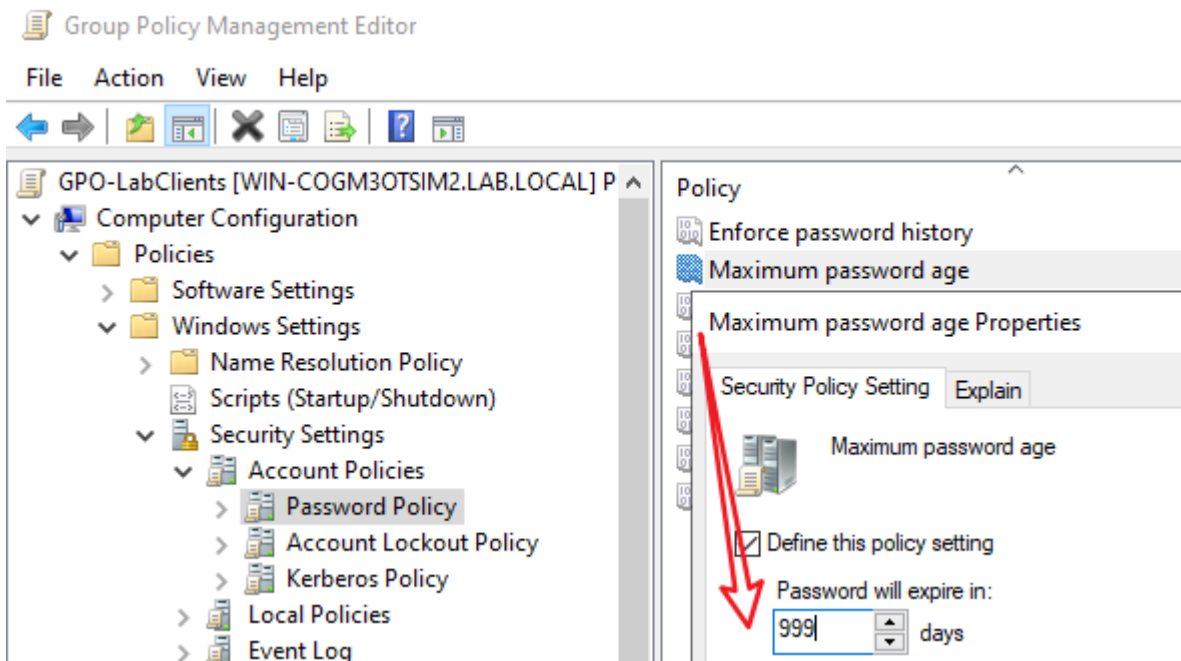 Group Policy Management Editor
File Action View Help
GPO-LabClients [WIN-COGM3OTSIM2.LAB.LOCAL] P
Computer Configuration
Policies
Software Settings
Windows Settings
Name Resolution Policy
Scripts (Startup/Shutdown)
Security Settings
Account Policies
Password Policy
Account Lockout Policy
Kerberos Policy
Local Policies
Event Log
Policy
Enforce password history
Maximum password age
Maximum password age Properties
Security Policy Setting Explain
Maximum password age
Define this policy setting
Password will expire in:
999 days